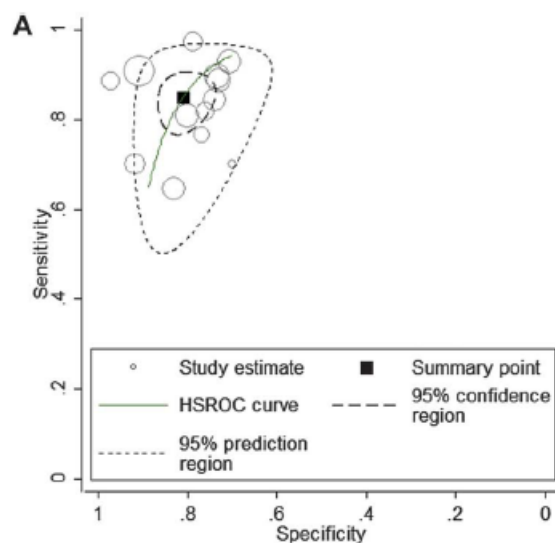 A
1
.8
.6
.4
.2
0
Sensitivity
Study estimate
Summary point
HSROC curve
95% confidence
region
95% prediction
region
1 .8 .6 .4 .2 0
Specificity